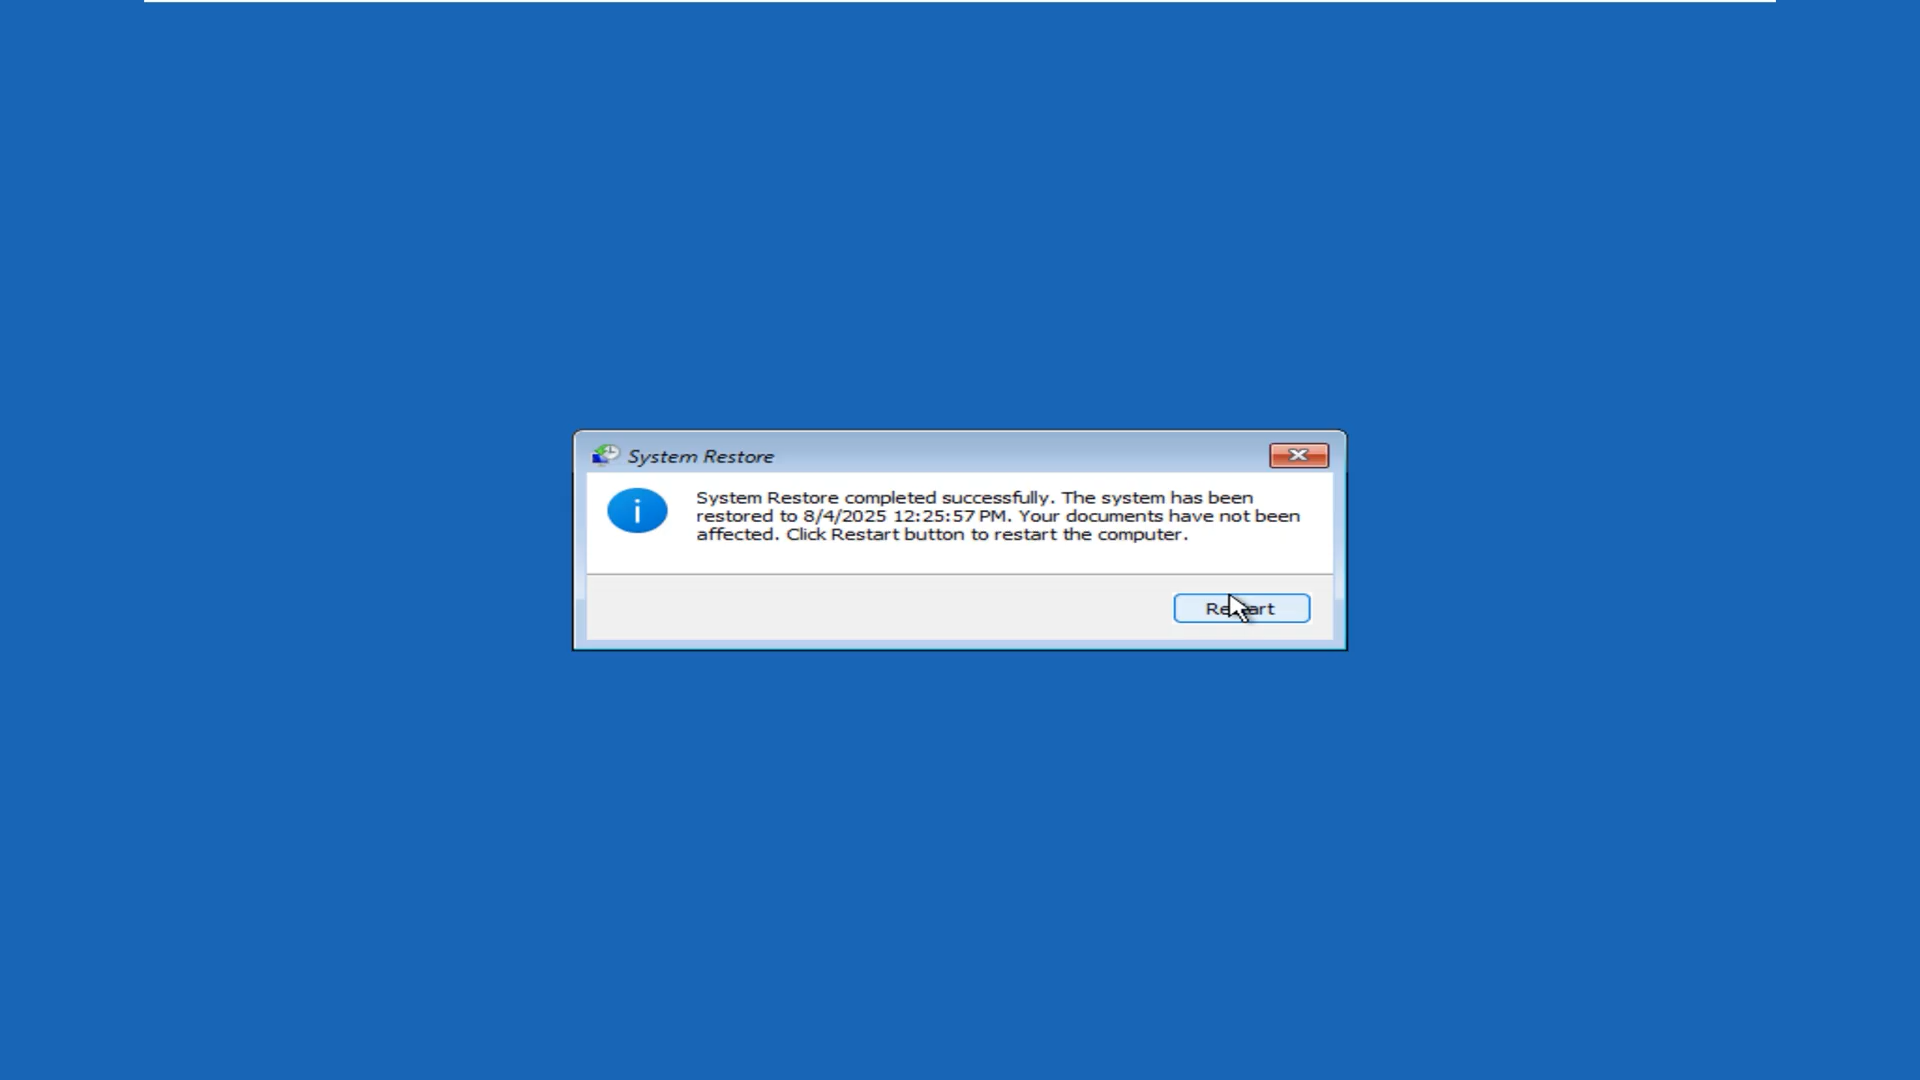 System Restore
System Restore completed successfully. The system has been
restored to 8/4/2025 12:25:57 PM. Your documents have not been
affected. Click Restart button to restart the computer.
Restart